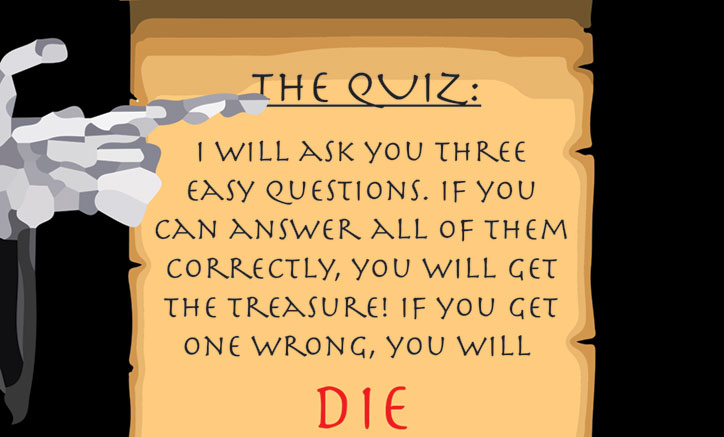 THE QUIZ:
I WILL ASK YOU THREE
EASY QUESTIONS. IF YOU
CAN ANSWER ALL OF THEM
CORRECTLY, YOU WILL GET
THE TREASURE! IF YOU GET
ONE WRONG, YOU WILL
DIE